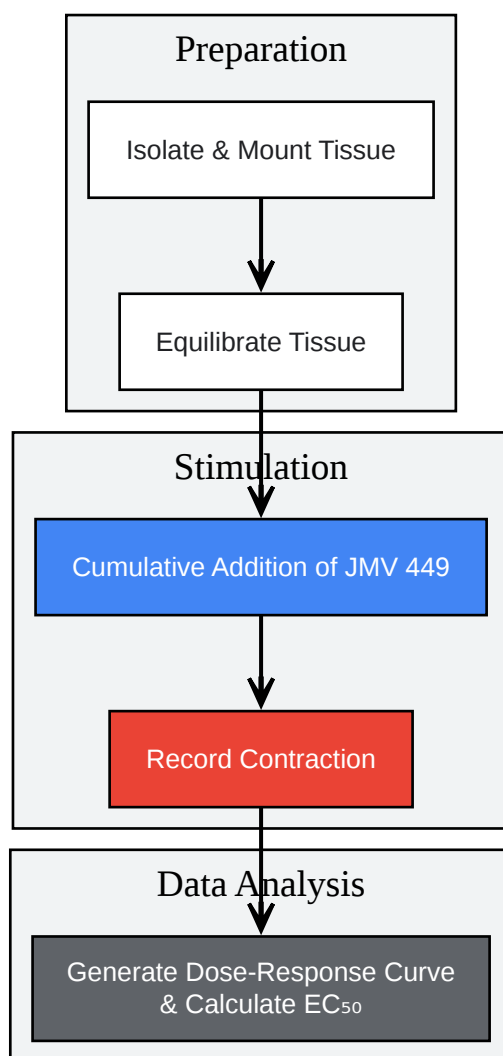 Preparation
Isolate & Mount Tissue
Equilibrate Tissue
Stimulation
Cumulative Addition of JMV 449
Record Contraction
Data Analysis
Generate Dose-Response Curve
& Calculate EC₅₀